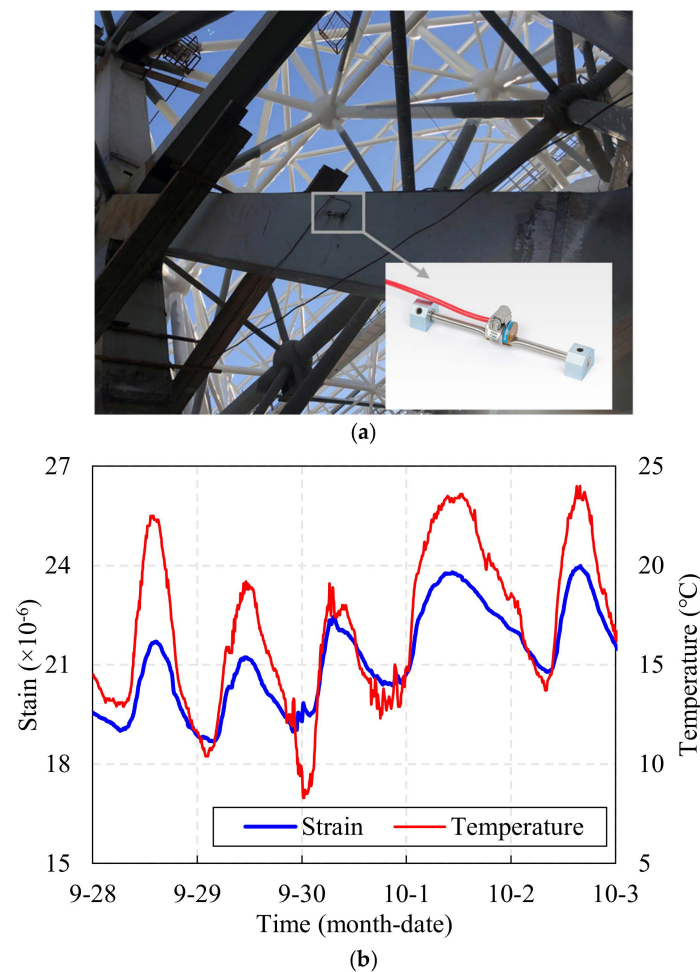 (a)
27
25
24
20
21
15
18
10
15
5
Stain (×10-6)
Temperature (°C)
Strain
Temperature
9-28
9-29
9-30
10-1
10-2
10-3
Time (month-date)
(b)